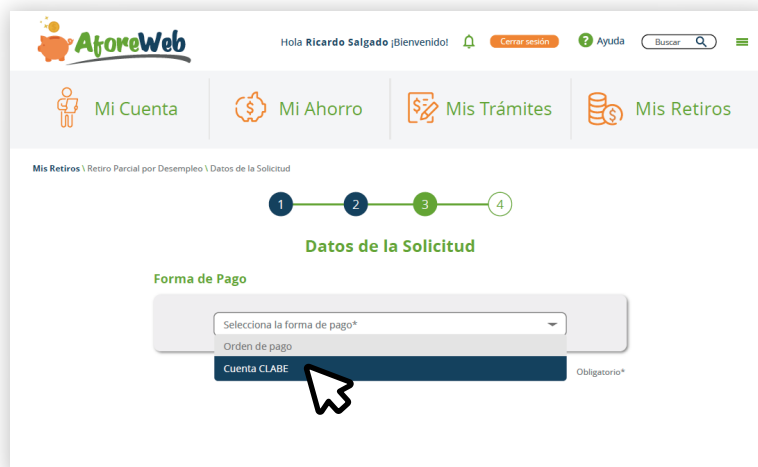 AforeWeb
Hola Ricardo Salgado ¡Bienvenido!
Cerrar sesión
? Ayuda
Buscar
Mi Cuenta
Mi Ahorro
Mis Trámites
Mis Retiros
Mis Retiros \ Retiro Parcial por Desempleo \ Datos de la Solicitud
1 2 3 4
Datos de la Solicitud
Forma de Pago
Selecciona la forma de pago*
Orden de pago
Cuenta CLABE
Obligatorio*